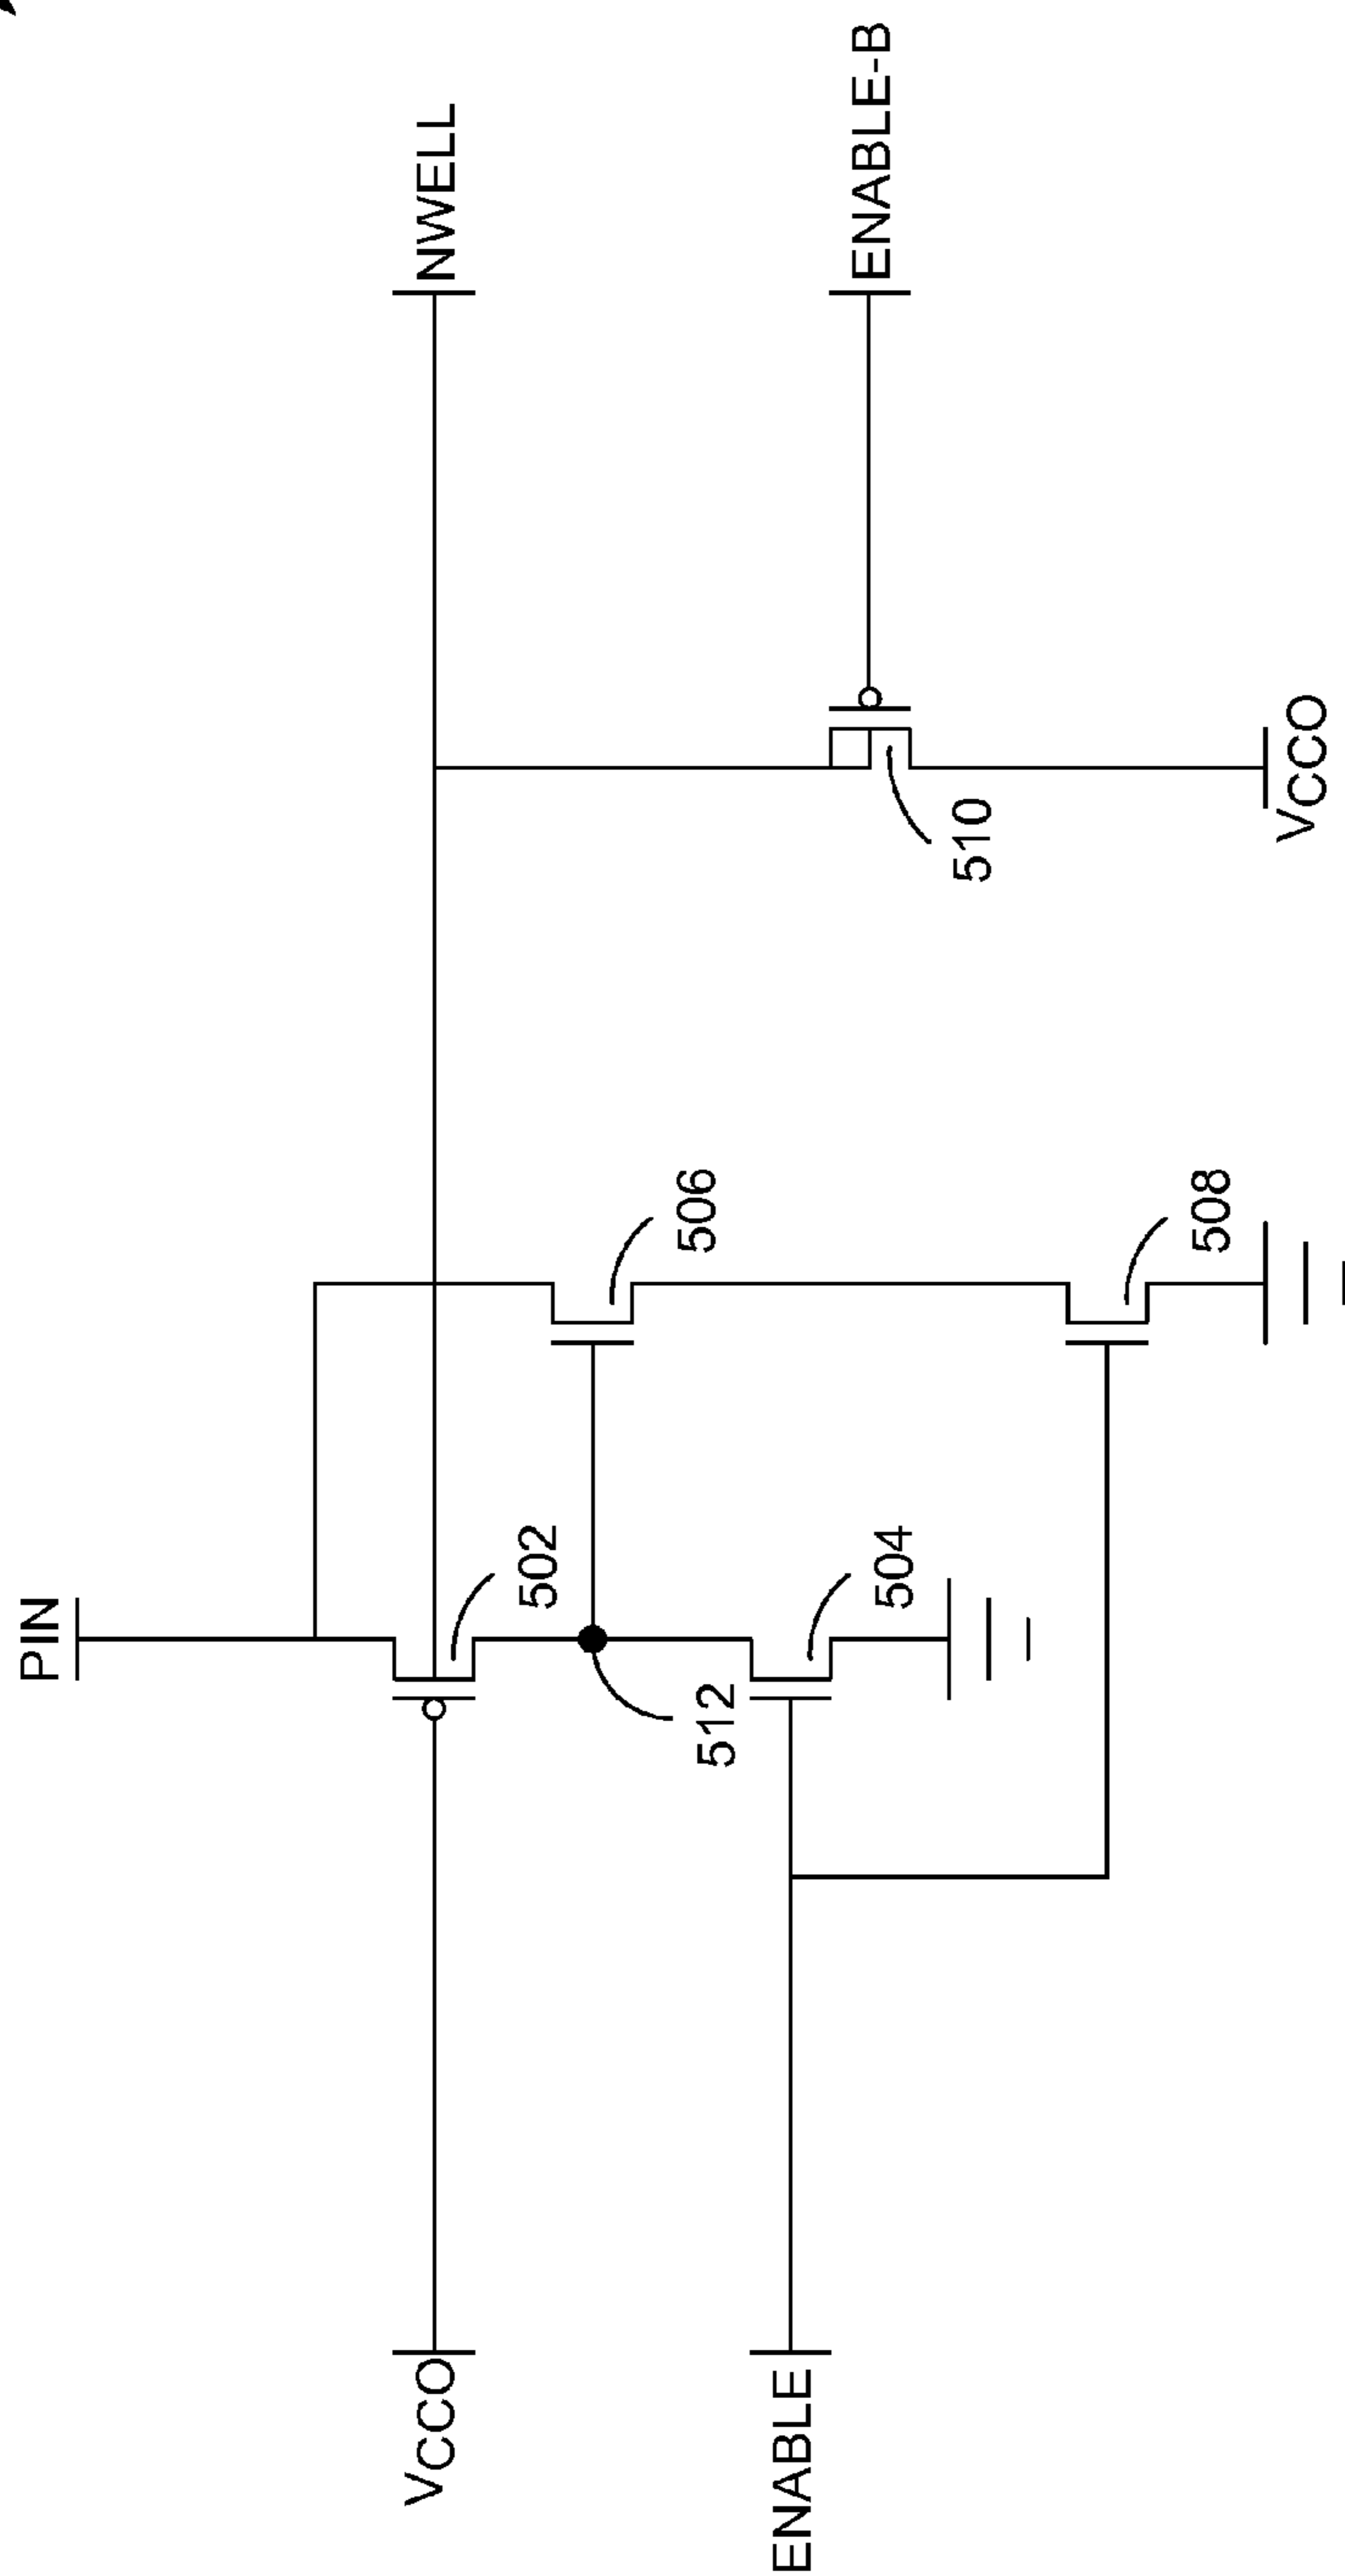 PIN
VCCO
502
506
NWELL
512
ENABLE
504
510
ENABLE-B
508
VCCO